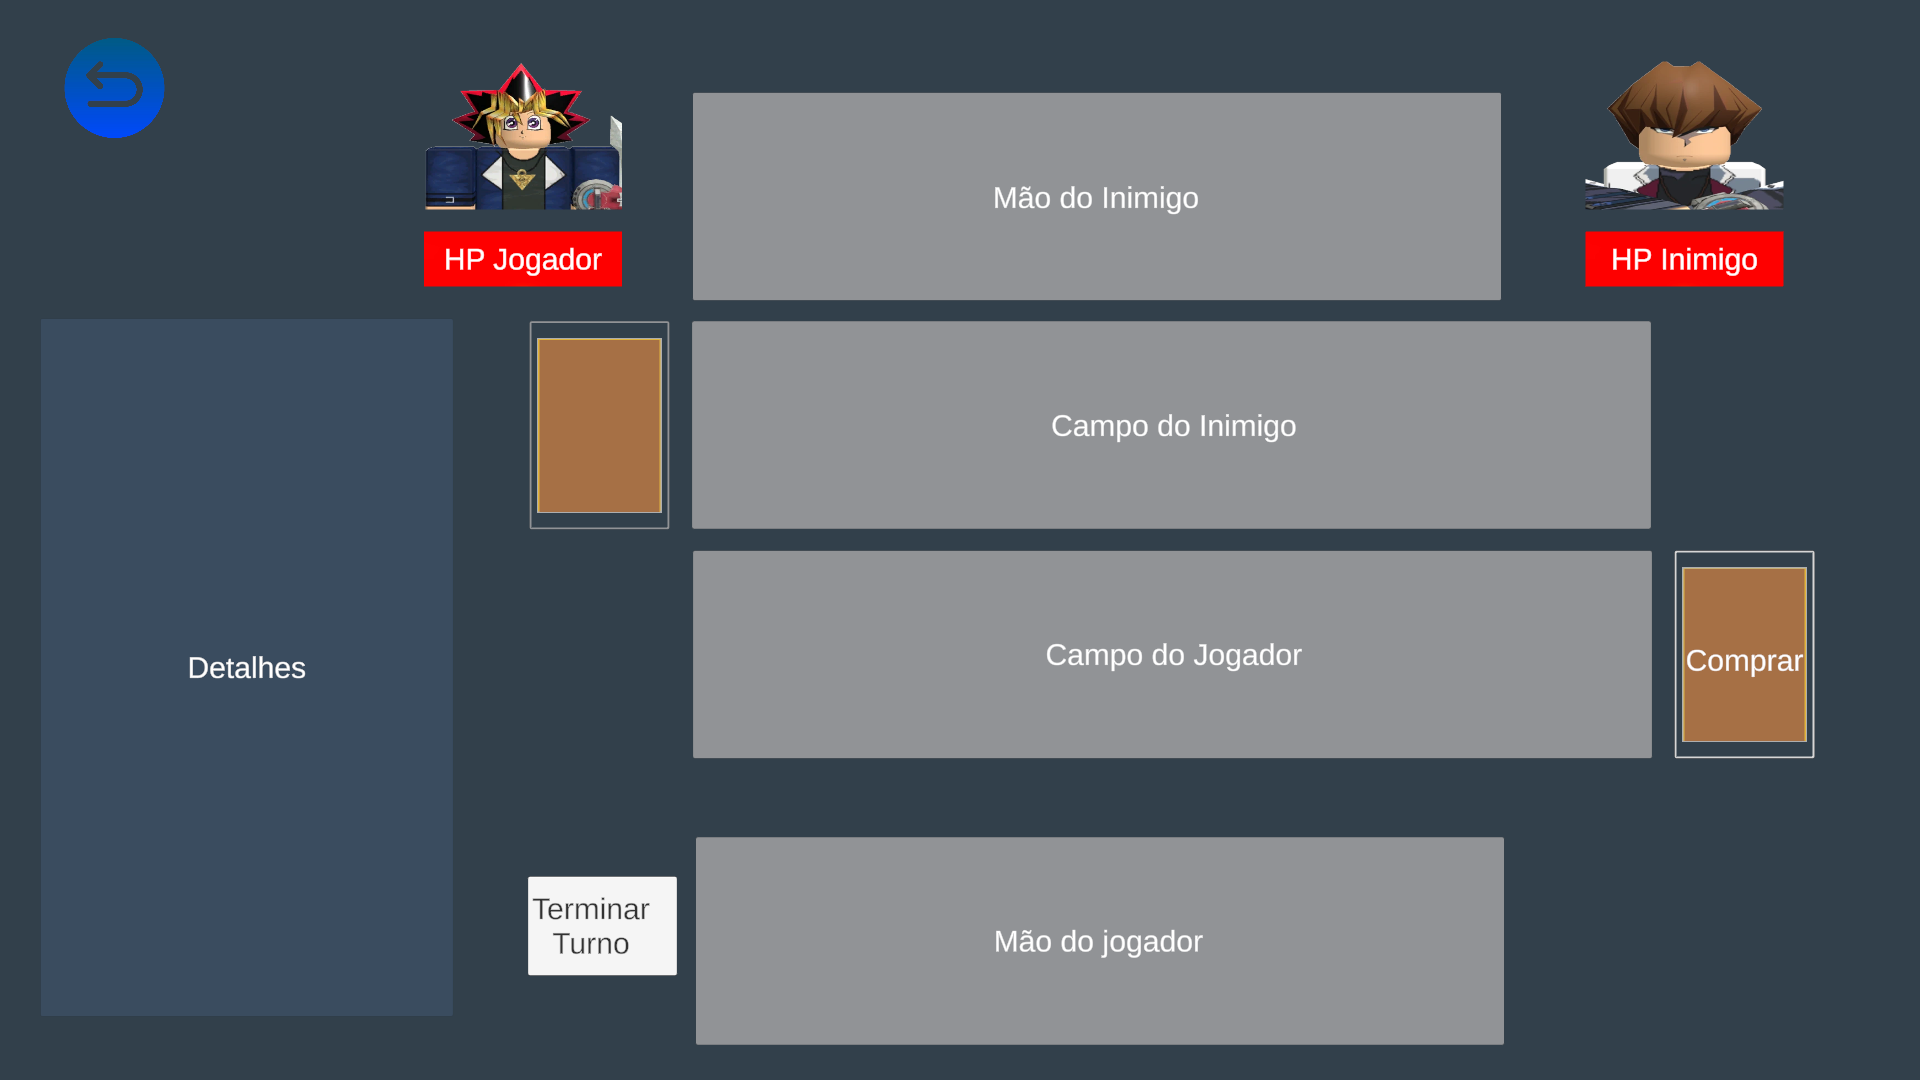 Mão do Inimigo
HP Jogador
HP Inimigo
Campo do Inimigo
Campo do Jogador
Comprar
Detalhes
Terminar
Turno
Mão do jogador